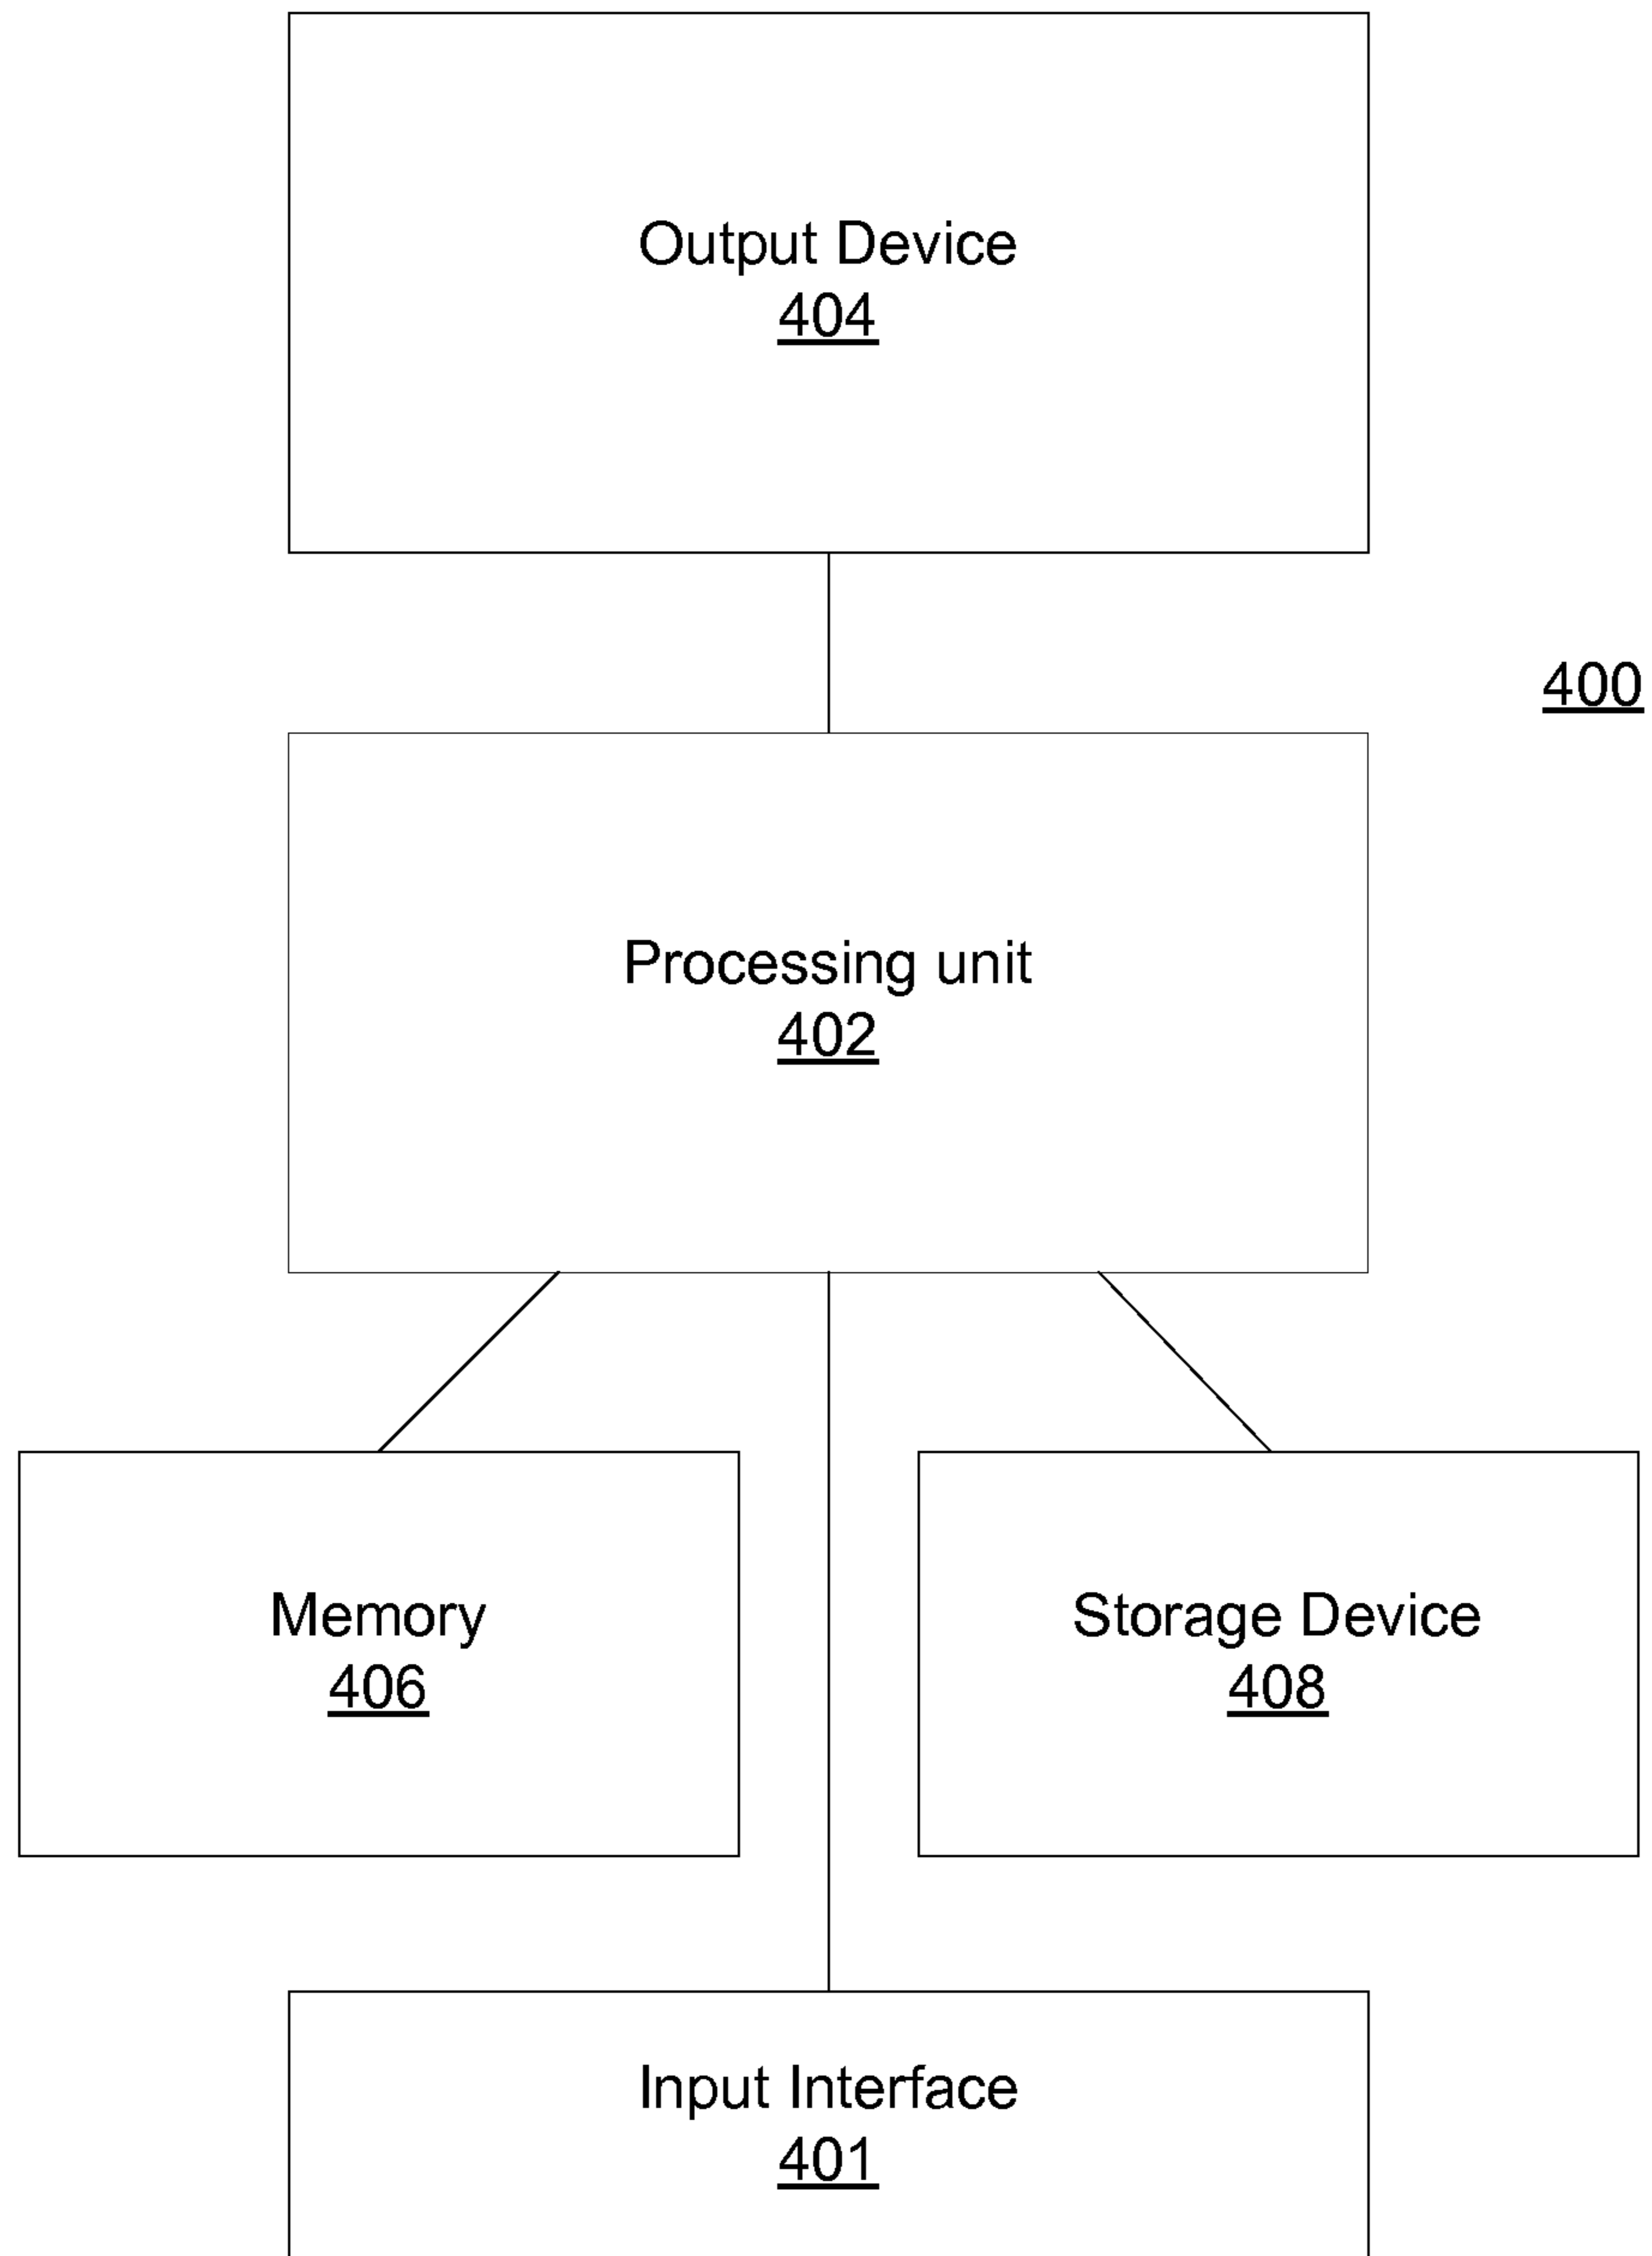 Output Device
404
400
Processing unit
402
Memory
406
Storage Device
408
Input Interface
401